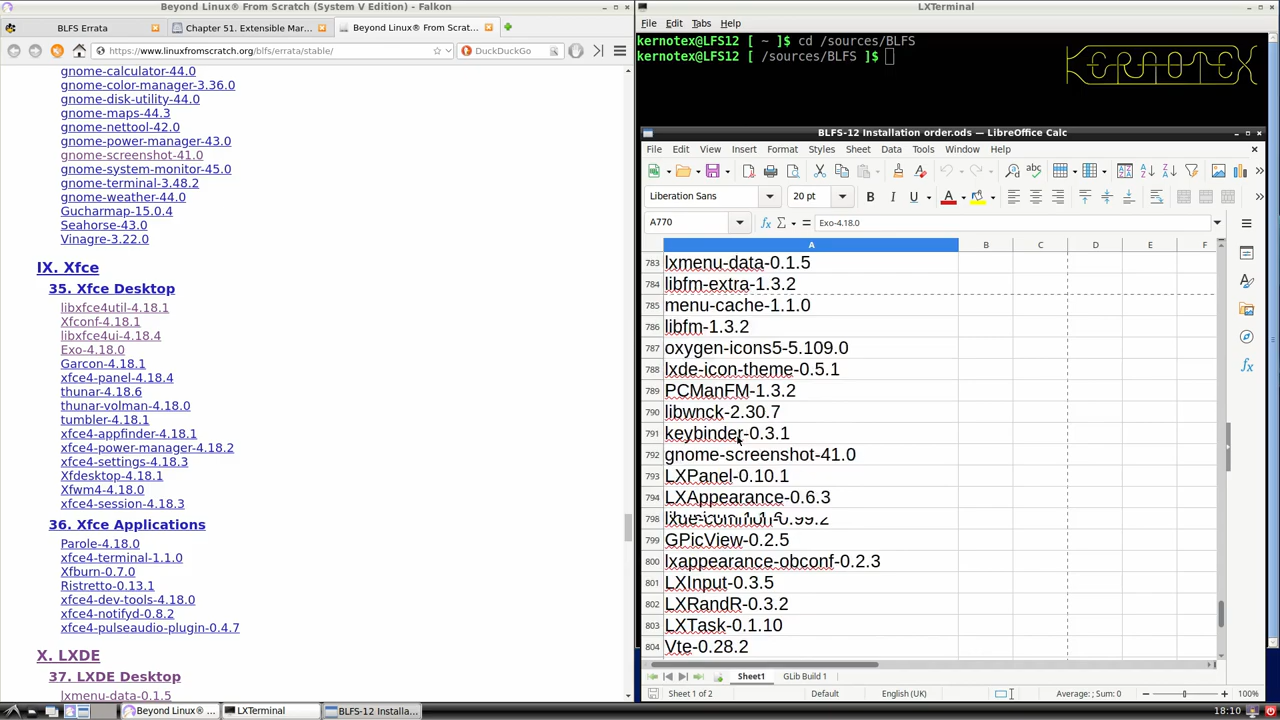 Beyond Linux® From Scratch (System V Edition) - Falkon
BLFS Errata
Chapter 51. Extensible Mar...
Beyond Linux® From Scrat...
https://www.linuxfromscratch.org/blfs/errata/stable/
DuckDuckGo
gnome-calculator-44.0
gnome-color-manager-3.36.0
gnome-disk-utility-44.0
gnome-maps-44.3
gnome-nettool-42.0
gnome-power-manager-43.0
gnome-screenshot-41.0
gnome-system-monitor-45.0
gnome-terminal-3.48.2
gnome-weather-44.0
Gucharmap-15.0.4
Seahorse-43.0
Vinagre-3.22.0
IX. Xfce
35. Xfce Desktop
libxfce4util-4.18.1
Xfconf-4.18.1
libxfce4ui-4.18.4
Exo-4.18.0
Garcon-4.18.1
xfce4-panel-4.18.4
thunar-4.18.6
thunar-volman-4.18.0
tumbler-4.18.1
xfce4-appfinder-4.18.1
xfce4-power-manager-4.18.2
xfce4-settings-4.18.3
Xfdesktop-4.18.1
Xfwm4-4.18.0
xfce4-session-4.18.3
36. Xfce Applications
Parole-4.18.0
xfce4-terminal-1.1.0
Xfburn-0.7.0
Ristretto-0.13.1
xfce4-dev-tools-4.18.0
xfce4-notifyd-0.8.2
xfce4-pulseaudio-plugin-0.4.7
X. LXDE
37. LXDE Desktop
lxmenu-data-0.1.5
LXTerminal
File Edit Tabs Help
kernotex@LFS12 [ ~ ]$ cd /sources/BLFS
kernotex@LFS12 [ /sources/BLFS ]$
KERNOTEX
BLFS-12 Installation order.ods — LibreOffice Calc
File Edit View Insert Format Styles Sheet Data Tools Window Help
Liberation Sans
20 pt
A770
Exo-4.18.0
A B C D E F
783 lxmenu-data-0.1.5
784 libfm-extra-1.3.2
785 menu-cache-1.1.0
786 libfm-1.3.2
787 oxygen-icons5-5.109.0
788 lxde-icon-theme-0.5.1
789 PCManFM-1.3.2
790 libwnck-2.30.7
791 keybinder-0.3.1
792 gnome-screenshot-41.0
793 LXPanel-0.10.1
794 LXAppearance-0.6.3
798
799 GPicView-0.2.5
800 lxappearance-obconf-0.2.3
801 LXInput-0.3.5
802 LXRandR-0.3.2
803 LXTask-0.1.10
804 Vte-0.28.2
Sheet1 GLib Build 1
Sheet 1 of 2
Default
English (UK)
Average: ; Sum: 0
100%
Beyond Linux® ...
LXTerminal
BLFS-12 Installa...
18:10